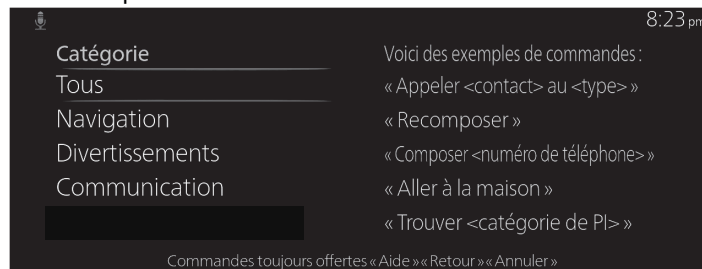 8:23 pm
Catégorie
Tous
Navigation
Divertissements
Communication
Voici des exemples de commandes :
« Appeler <contact> au <type> »
« Recomposer »
« Composer <numéro de téléphone> »
« Aller à la maison »
« Trouver <catégorie de PI> »
Commandes toujours offertes « Aide » « Retour » « Annuler »